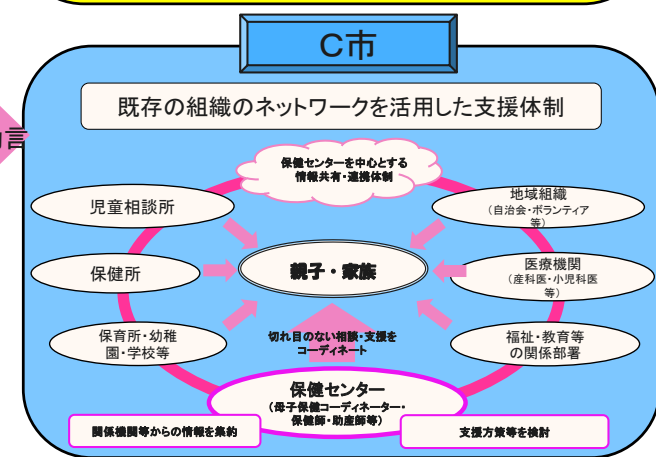 C市
既存の組織のネットワークを活用した支援体制
言
保健センターを中心とする
情報共有・連携体制
児童相談所
地域組織
(自治会・ボランティア
等)
保健所
親子・家族
医療機関
(産科医・小児科医
等)
保育所・幼稚
園・学校等
切れ目のない相談・支援を
コーディネート
福祉・教育等
の関係部署
保健センター
(母子保健コーディネーター・
保健師・助産師等)
関係機関等からの情報を集約
支援方策等を検討